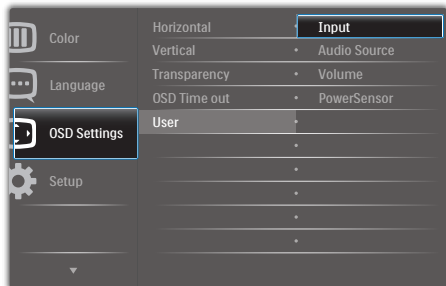 Color
Language
OSD Settings
Setup
Horizontal
Vertical
Transparency
OSD Time out
User
Input
Audio Source
Volume
PowerSensor